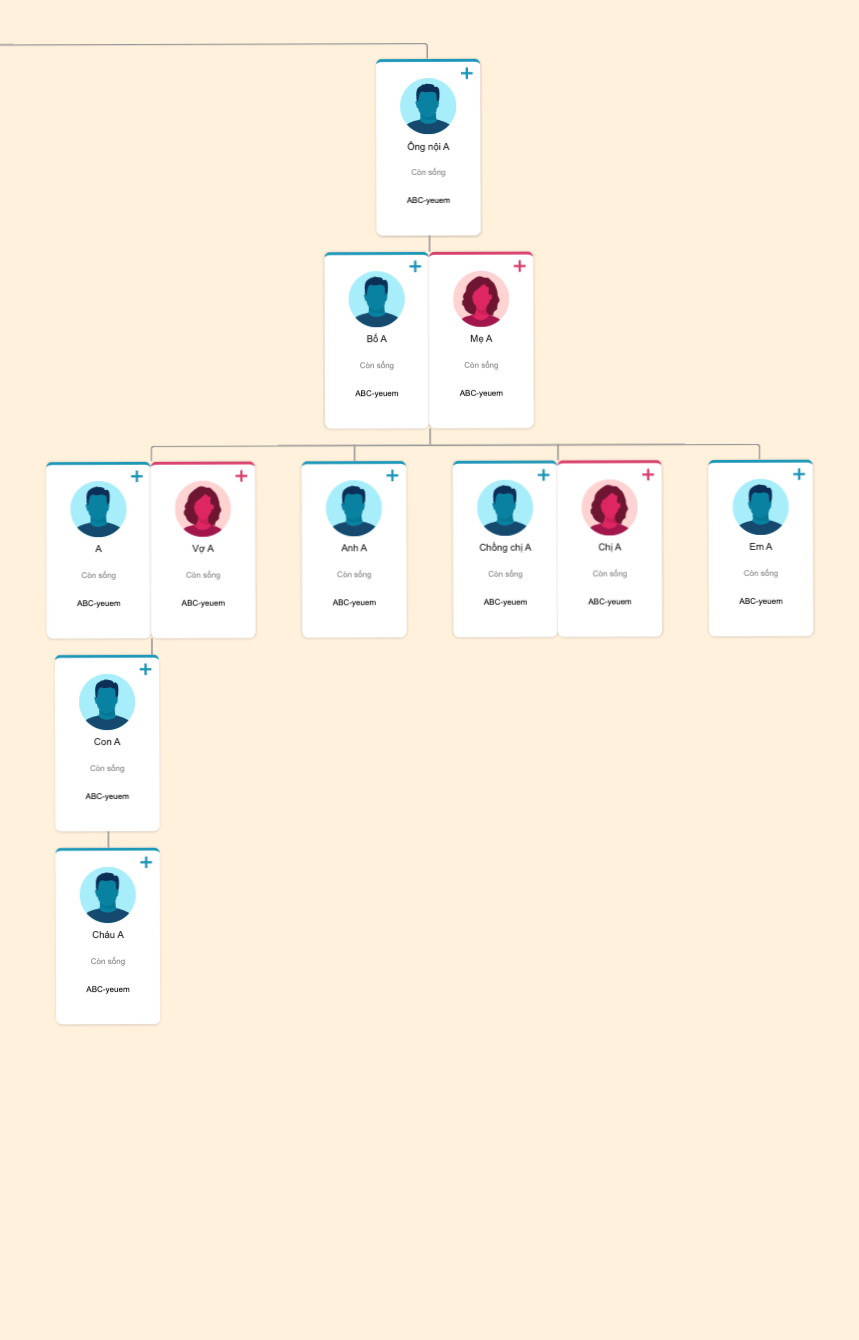 Ông nội A
Còn sống
ABC-yeuem
Bố A
Còn sống
ABC-yeuem
Mẹ A
Còn sống
ABC-yeuem
A
Còn sống
ABC-yeuem
Vợ A
Còn sống
ABC-yeuem
Anh A
Còn sống
ABC-yeuem
Chồng chị A
Còn sống
ABC-yeuem
Chị A
Còn sống
ABC-yeuem
Em A
Còn sống
ABC-yeuem
Con A
Còn sống
ABC-yeuem
Cháu A
Còn sống
ABC-yeuem